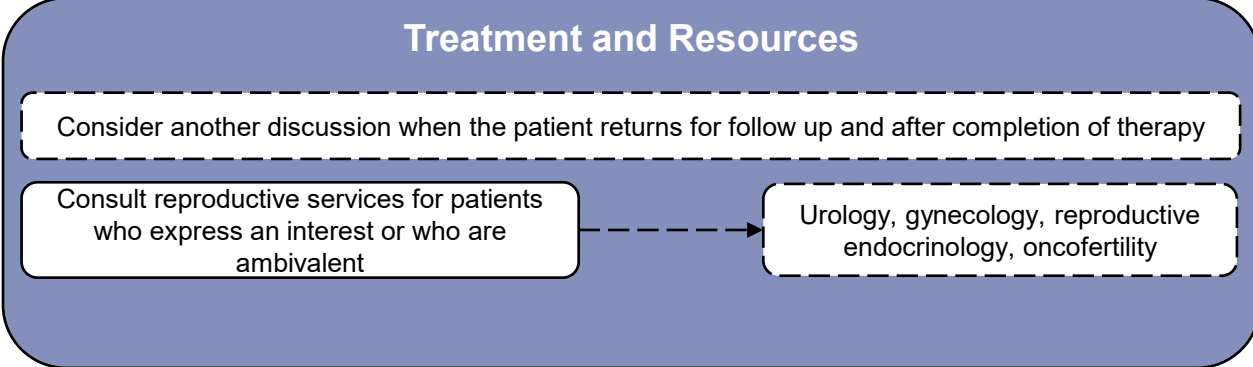 Treatment and Resources
Consider another discussion when the patient returns for follow up and after completion of therapy
Consult reproductive services for patients
who express an interest or who are
ambivalent
Urology, gynecology, reproductive
endocrinology, oncofertility